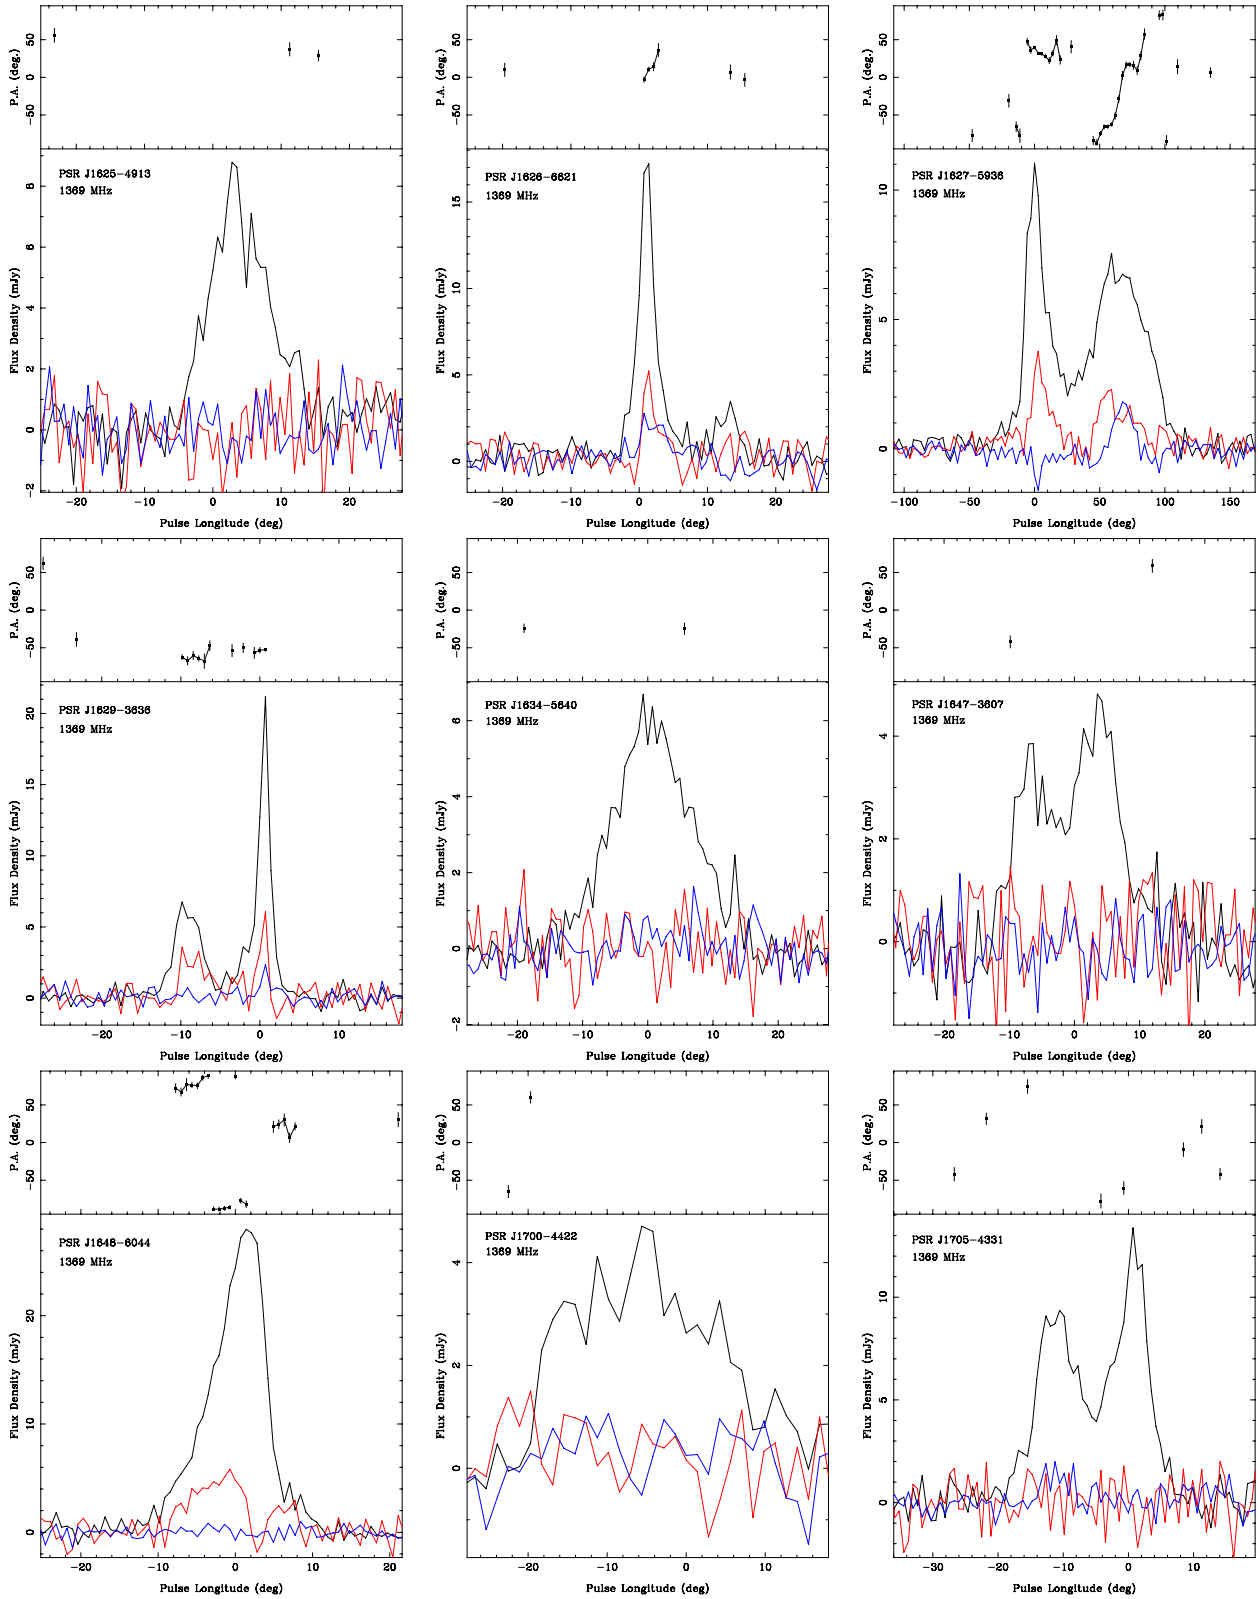 P.A. (deg.)
50
0
−50
PSR J1625−4913
1369 MHz
Flux Density (mJy)
8
6
4
2
0
−2
−20 −10 0 10 20
Pulse Longitude (deg)
P.A. (deg.)
50
0
−50
PSR J1626−6621
1369 MHz
Flux Density (mJy)
15
10
5
0
−20 −10 0 10 20
Pulse Longitude (deg)
P.A. (deg.)
50
0
−50
PSR J1627−5936
1369 MHz
Flux Density (mJy)
10
5
0
−100 −50 0 50 100 150
Pulse Longitude (deg)
P.A. (deg.)
50
0
−50
PSR J1629−3636
1369 MHz
Flux Density (mJy)
20
15
10
5
0
−20 −10 0 10
Pulse Longitude (deg)
P.A. (deg.)
50
0
−50
PSR J1634−5640
1369 MHz
Flux Density (mJy)
6
4
2
0
−2
−20 −10 0 10 20
Pulse Longitude (deg)
P.A. (deg.)
50
0
−50
PSR J1647−3607
1369 MHz
Flux Density (mJy)
4
2
0
−20 −10 0 10 20
Pulse Longitude (deg)
P.A. (deg.)
50
0
−50
PSR J1648−6044
1369 MHz
Flux Density (mJy)
20
10
0
−20 −10 0 10 20
Pulse Longitude (deg)
P.A. (deg.)
50
0
−50
PSR J1700−4422
1369 MHz
Flux Density (mJy)
4
2
0
−20 −10 0 10
Pulse Longitude (deg)
P.A. (deg.)
50
0
−50
PSR J1705−4331
1369 MHz
Flux Density (mJy)
10
5
0
−30 −20 −10 0 10
Pulse Longitude (deg)